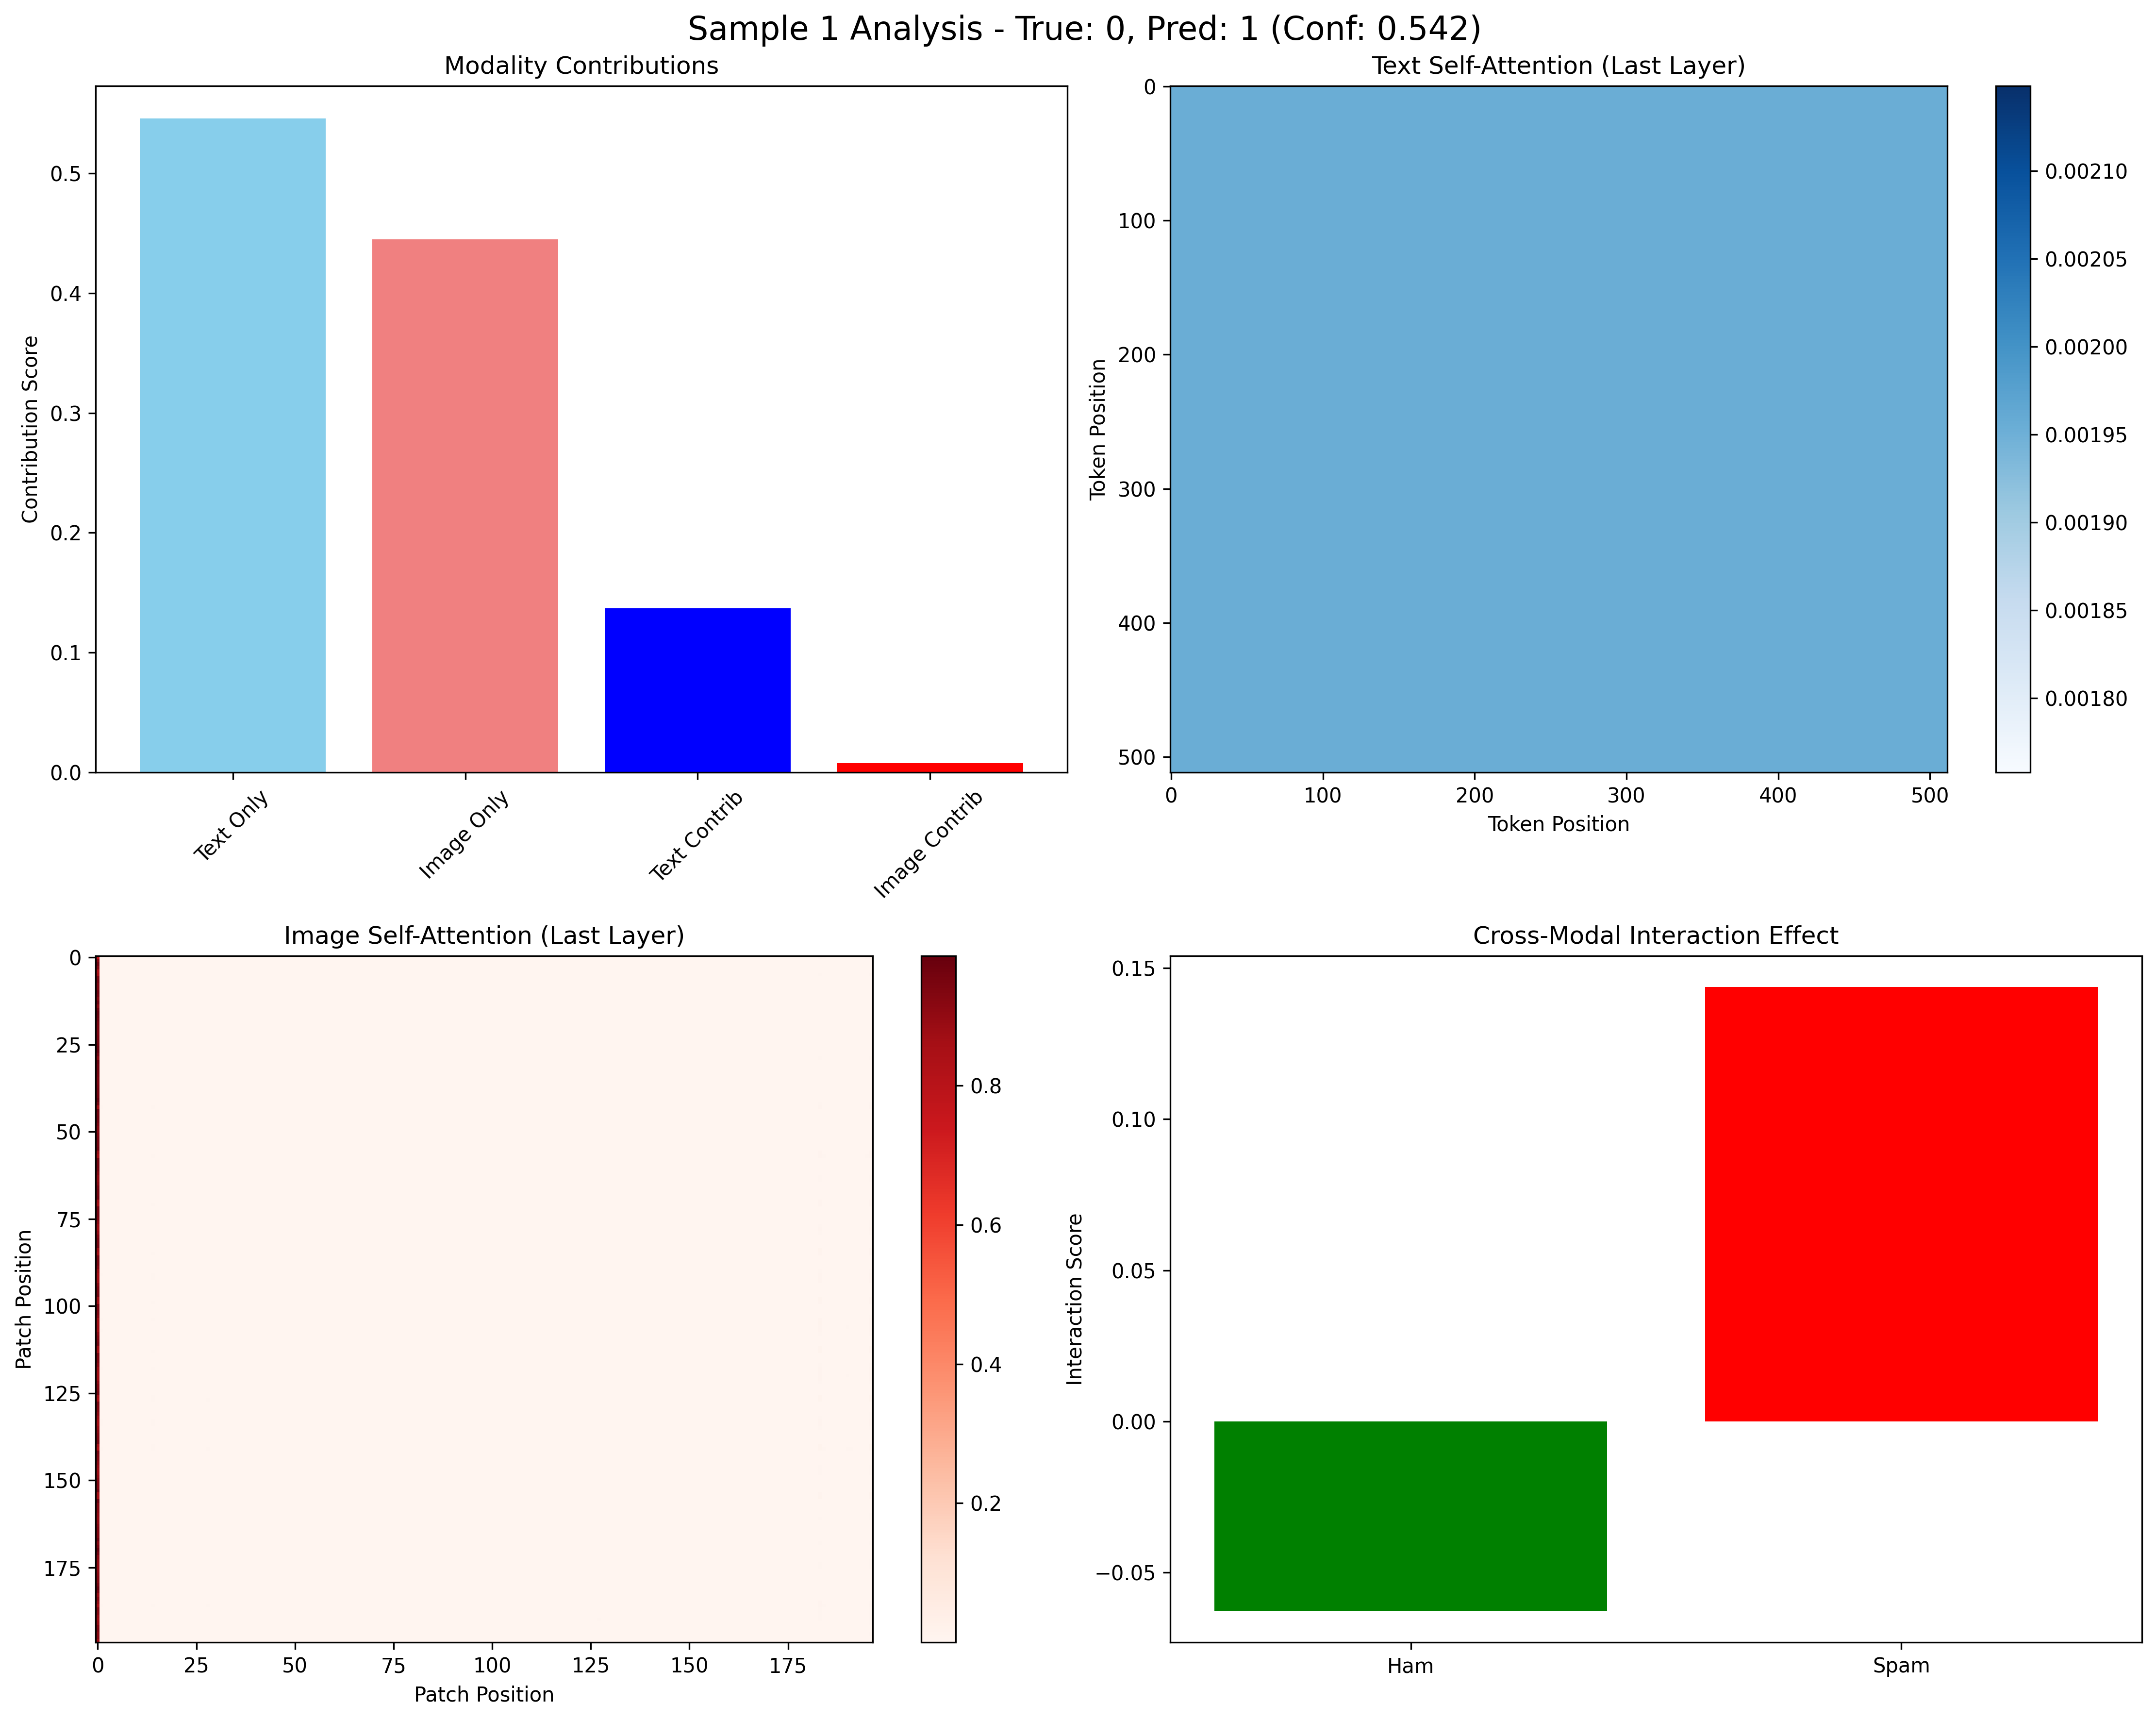 Sample 1 Analysis - True: 0, Pred: 1 (Conf: 0.542)
Modality Contributions
Contribution Score
0.5
0.4
0.3
0.2
0.1
0.0
Text Only
Image Only
Text Contrib
Image Contrib
Text Self-Attention (Last Layer)
Token Position
0
100
200
300
400
500
0 100 200 300 400 500
Token Position
0.00210
0.00205
0.00200
0.00195
0.00190
0.00185
0.00180
Image Self-Attention (Last Layer)
Patch Position
0
25
50
75
100
125
150
175
0 25 50 75 100 125 150 175
Patch Position
0.8
0.6
0.4
0.2
Cross-Modal Interaction Effect
Interaction Score
0.15
0.10
0.05
0.00
−0.05
Ham
Spam